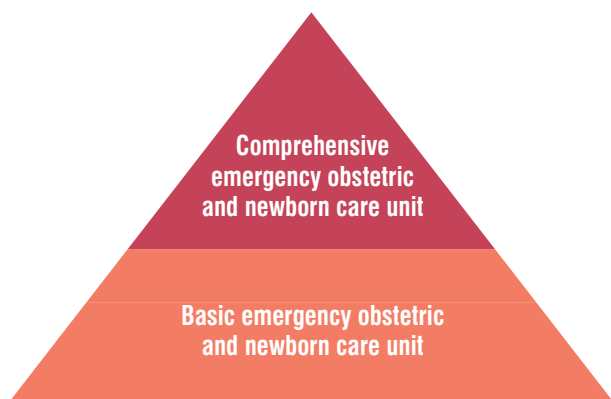 Comprehensive
emergency obstetric
and newborn care unit
Basic emergency obstetric
and newborn care unit